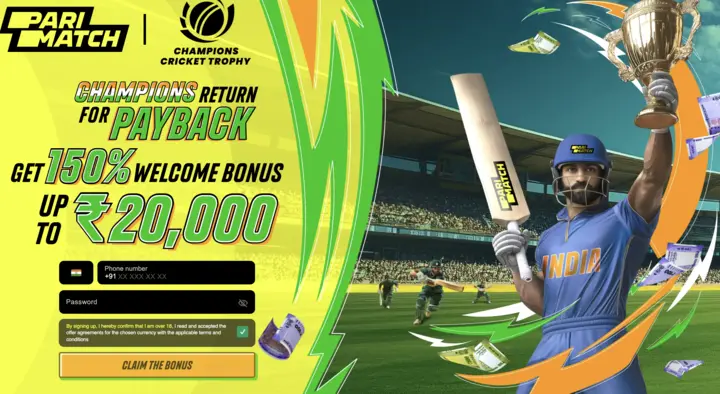 PARI
MATCH
CHAMPIONS
CRICKET TROPHY
CHAMPIONS RETURN
FOR PAYBACK
GET 150% WELCOME BONUS
UP TO ₹20,000
Phone number
+91 XX XXX XX XX
Password
By signing up, I hereby confirm that I am over 18, I read and accepted the
offer agreements for the chosen currency with the applicable terms and
conditions
CLAIM THE BONUS
PARI
MATCH
PARI
MATCH
INDIA